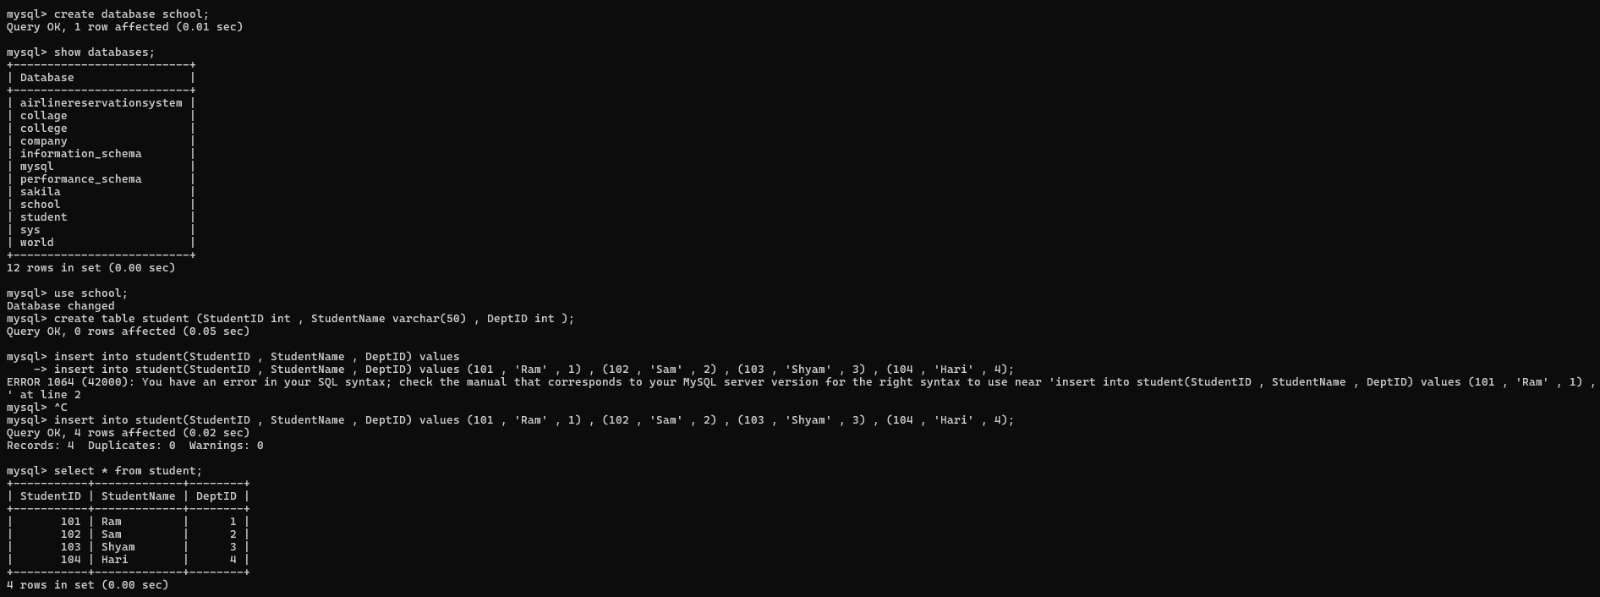 mysql> create database school;
Query OK, 1 row affected (0.01 sec)

mysql> show databases;
+--------------------------+
| Database                 |
+--------------------------+
| airlinereservationsystem |
| collage                  |
| college                  |
| company                  |
| information_schema       |
| mysql                    |
| performance_schema       |
| sakila                   |
| school                   |
| student                  |
| sys                      |
| world                    |
+--------------------------+
12 rows in set (0.00 sec)

mysql> use school;
Database changed
mysql> create table student (StudentID int , StudentName varchar(50) , DeptID int );
Query OK, 0 rows affected (0.05 sec)

mysql> insert into student(StudentID , StudentName , DeptID) values
    -> insert into student(StudentID , StudentName , DeptID) values (101 , 'Ram' , 1) , (102 , 'Sam' , 2) , (103 , 'Shyam' , 3) , (104 , 'Hari' , 4);
ERROR 1064 (42000): You have an error in your SQL syntax; check the manual that corresponds to your MySQL server version for the right syntax to use near 'insert into student(StudentID , StudentName , DeptID) values (101 , 'Ram' , 1) ,
' at line 2
mysql> ^C
mysql> insert into student(StudentID , StudentName , DeptID) values (101 , 'Ram' , 1) , (102 , 'Sam' , 2) , (103 , 'Shyam' , 3) , (104 , 'Hari' , 4);
Query OK, 4 rows affected (0.02 sec)
Records: 4  Duplicates: 0  Warnings: 0

mysql> select * from student;
+-----------+-------------+--------+
| StudentID | StudentName | DeptID |
+-----------+-------------+--------+
|       101 | Ram         |      1 |
|       102 | Sam         |      2 |
|       103 | Shyam       |      3 |
|       104 | Hari        |      4 |
+-----------+-------------+--------+
4 rows in set (0.00 sec)